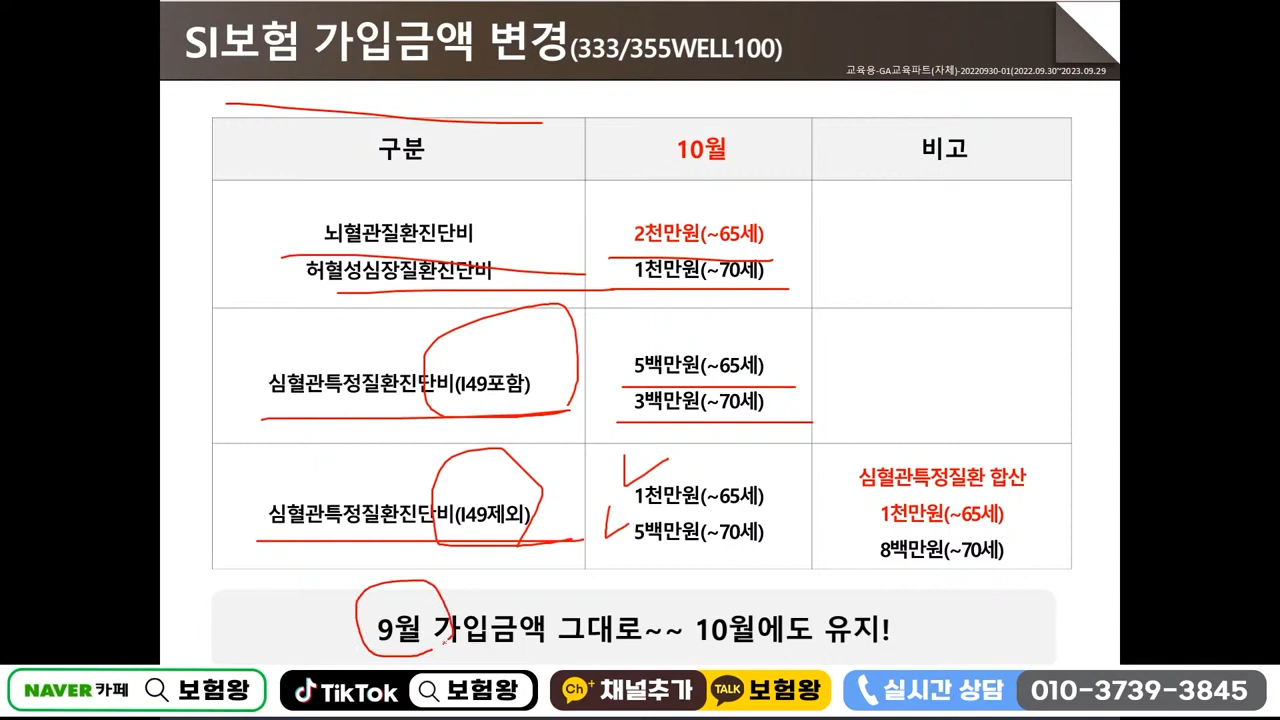 SI보험 가입금액 변경(333/355WELL100)
교육용-GA교육파트(자체)-20220930-01(2022.09.30~2023.09.29
구분 10월 비고
뇌혈관질환진단비 2천만원(~65세)
허혈성심장질환진단비 1천만원(~70세)
심혈관특정질환진단비(I49포함)
5백만원(~65세)
3백만원(~70세)
심혈관특정질환진단비(I49제외)
1천만원(~65세)
5백만원(~70세)
심혈관특정질환 합산
1천만원(~65세)
8백만원(~70세)
9월 가입금액 그대로~~ 10월에도 유지!
NAVER 카페 보험왕 TikTok 보험왕 Ch+ 채널추가 TALK 보험왕 실시간 상담 010-3739-3845